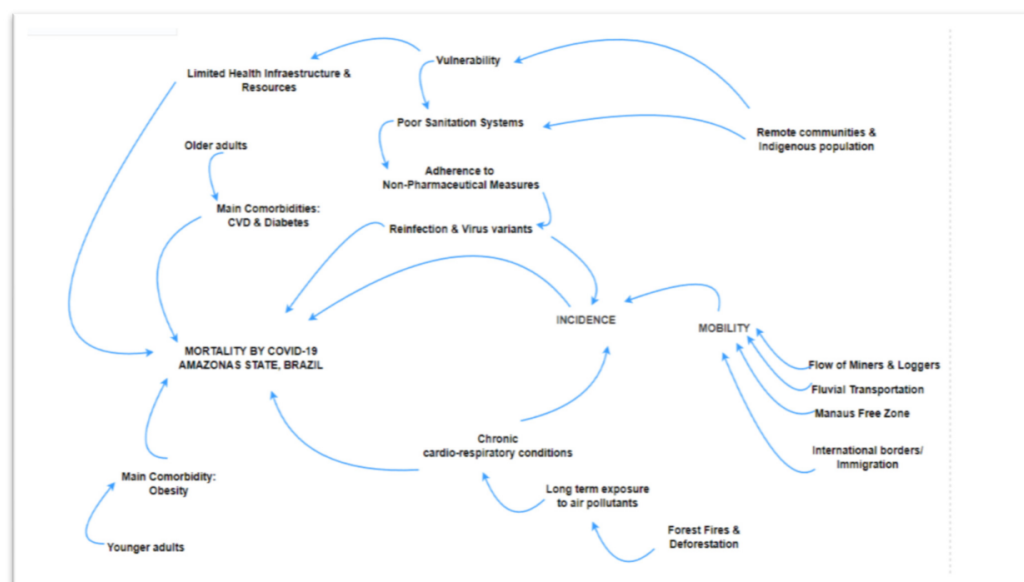 Vulnerability
Limited Health Infraestructure &
Resources
Poor Sanitation Systems
Remote communities &
Indigenous population
Older adults
Adherence to
Non-Pharmaceutical Measures
Main Comorbidities:
CVD & Diabetes
Reinfection & Virus variants
INCIDENCE
MOBILITY
MORTALITY BY COVID-19
AMAZONAS STATE, BRAZIL
Flow of Miners & Loggers
Fluvial Transportation
Manaus Free Zone
Chronic
cardio-respiratory conditions
International borders/
Immigration
Main Comorbidity:
Obesity
Long term exposure
to air pollutants
Forest Fires &
Deforestation
Younger adults